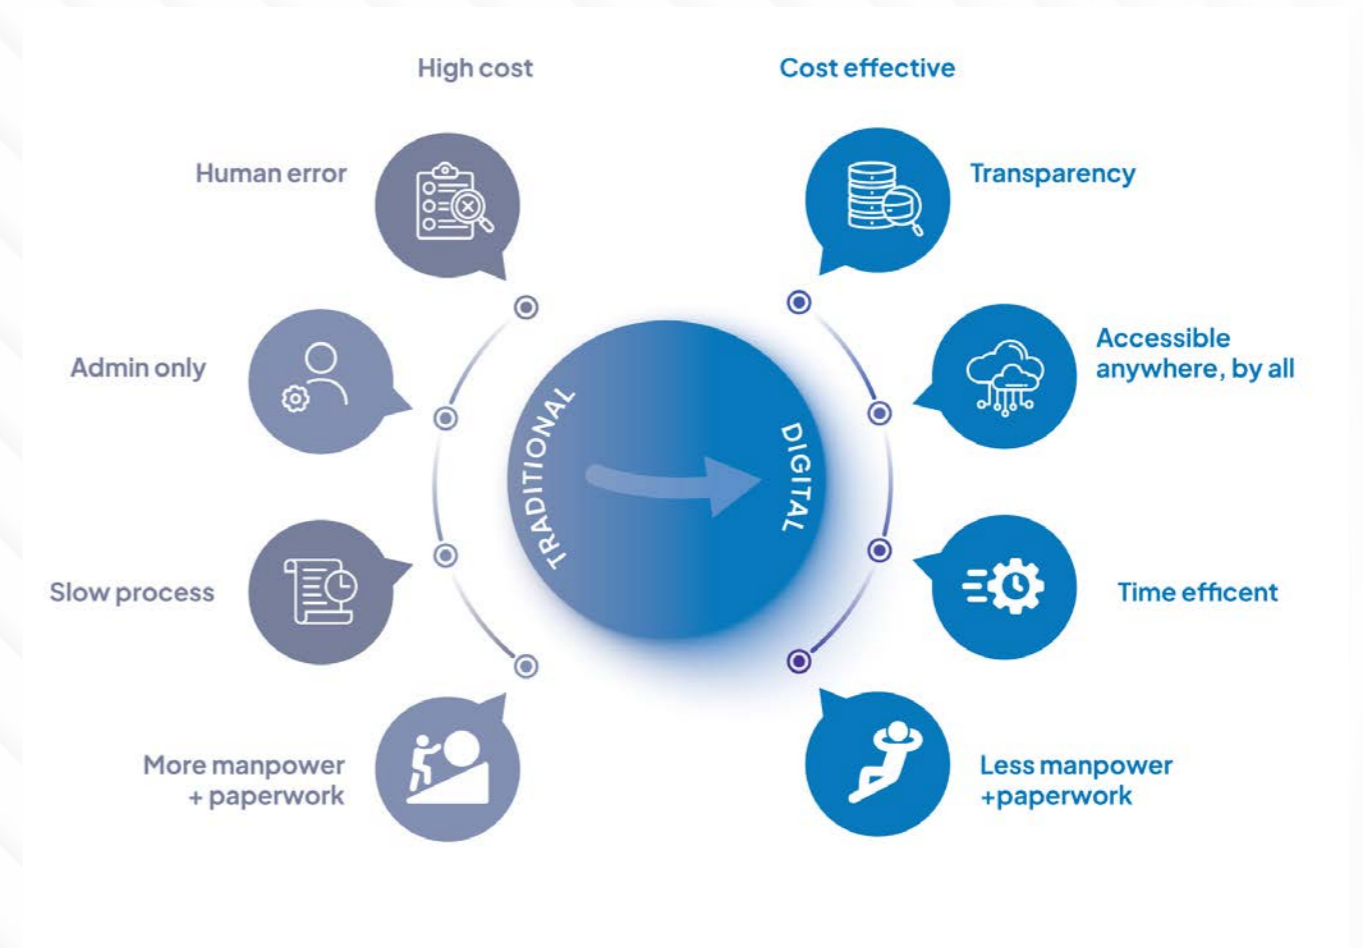 High cost
Cost effective
Human error
Transparency
Admin only
Accessible
anywhere, by all
TRADITIONAL
DIGITAL
Slow process
Time efficent
More manpower
+ paperwork
Less manpower
+paperwork